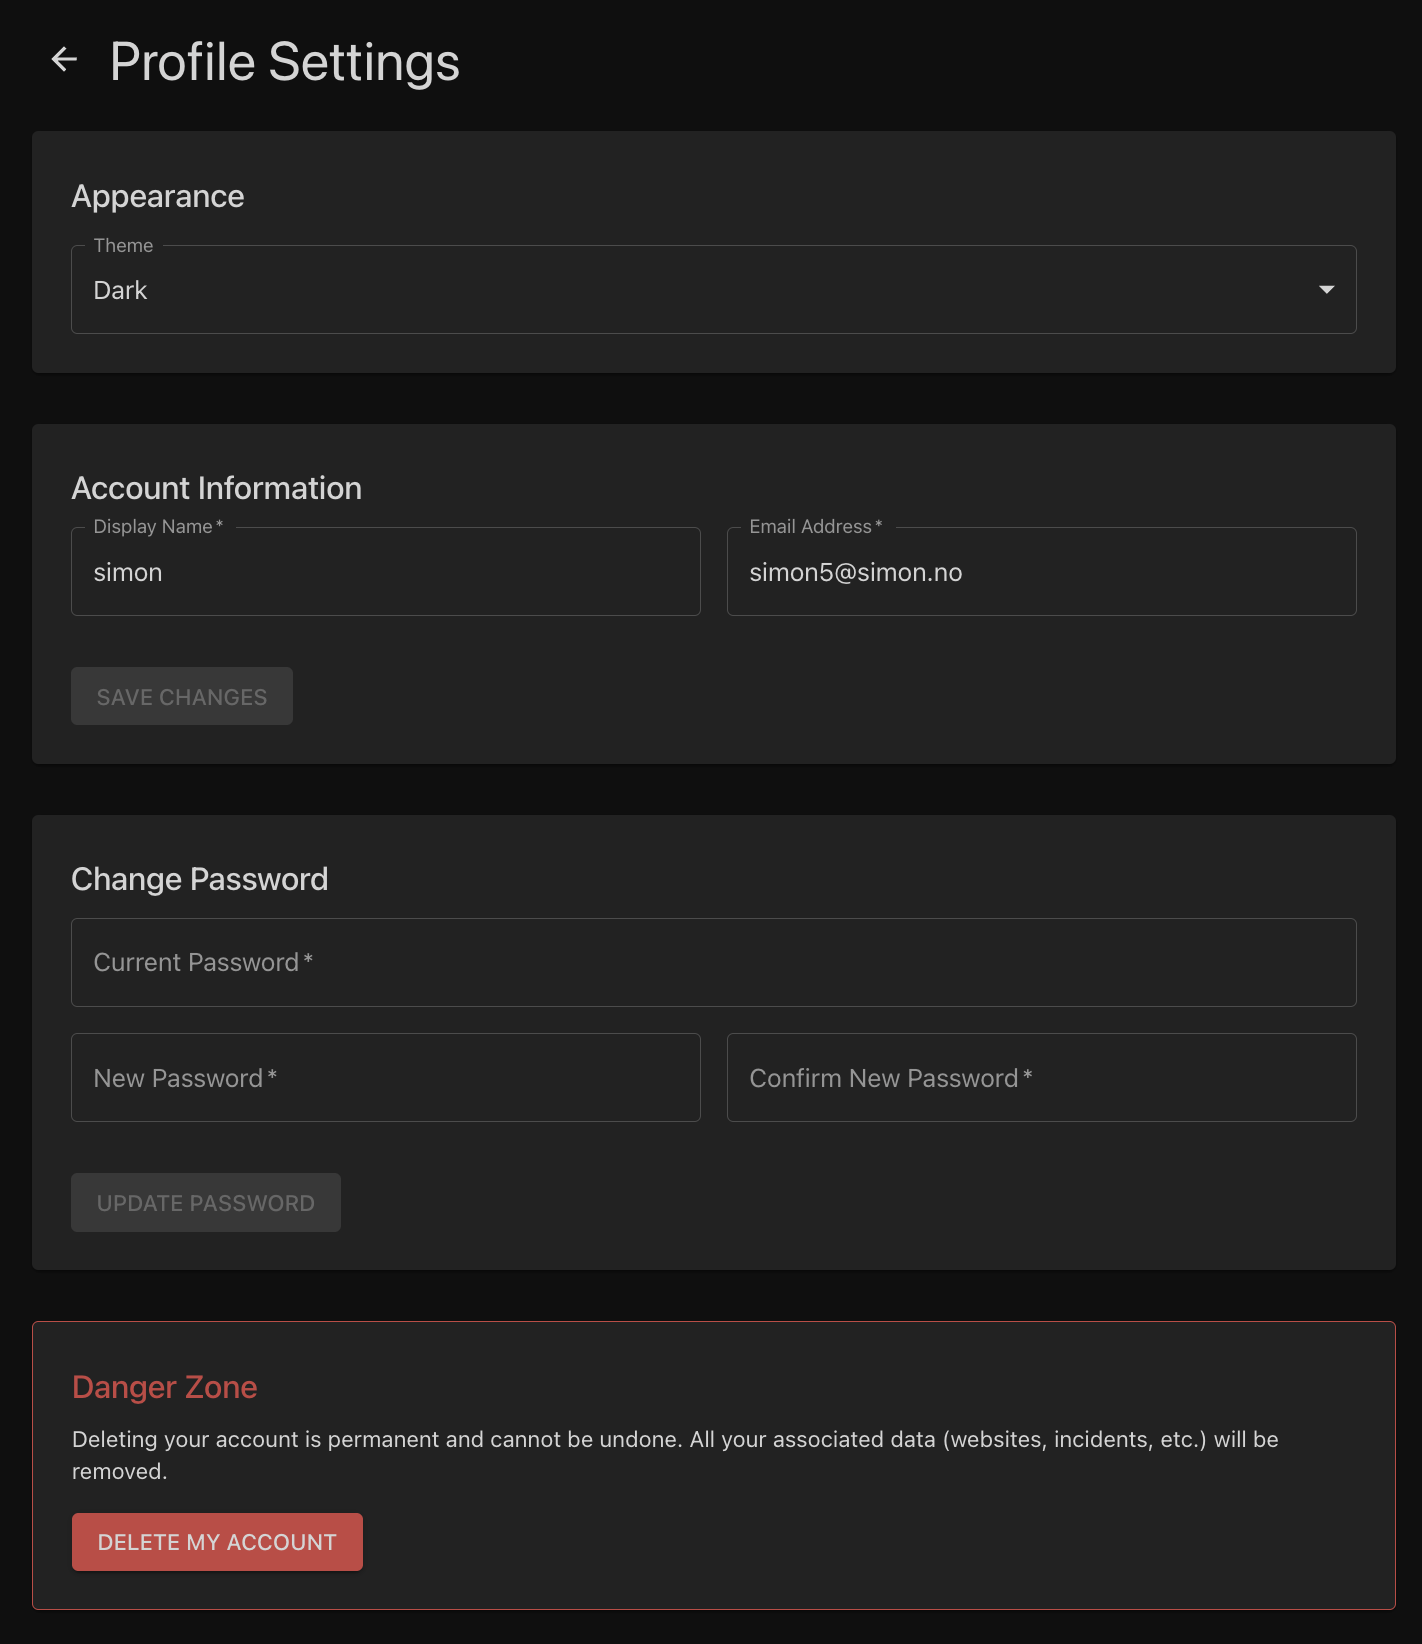 Profile Settings
Appearance
Theme
Dark
Account Information
Display Name *
Email Address *
simon
simon5@simon.no
SAVE CHANGES
Change Password
Current Password *
New Password *
Confirm New Password *
UPDATE PASSWORD
Danger Zone
Deleting your account is permanent and cannot be undone. All your associated data (websites, incidents, etc.) will be
removed.
DELETE MY ACCOUNT